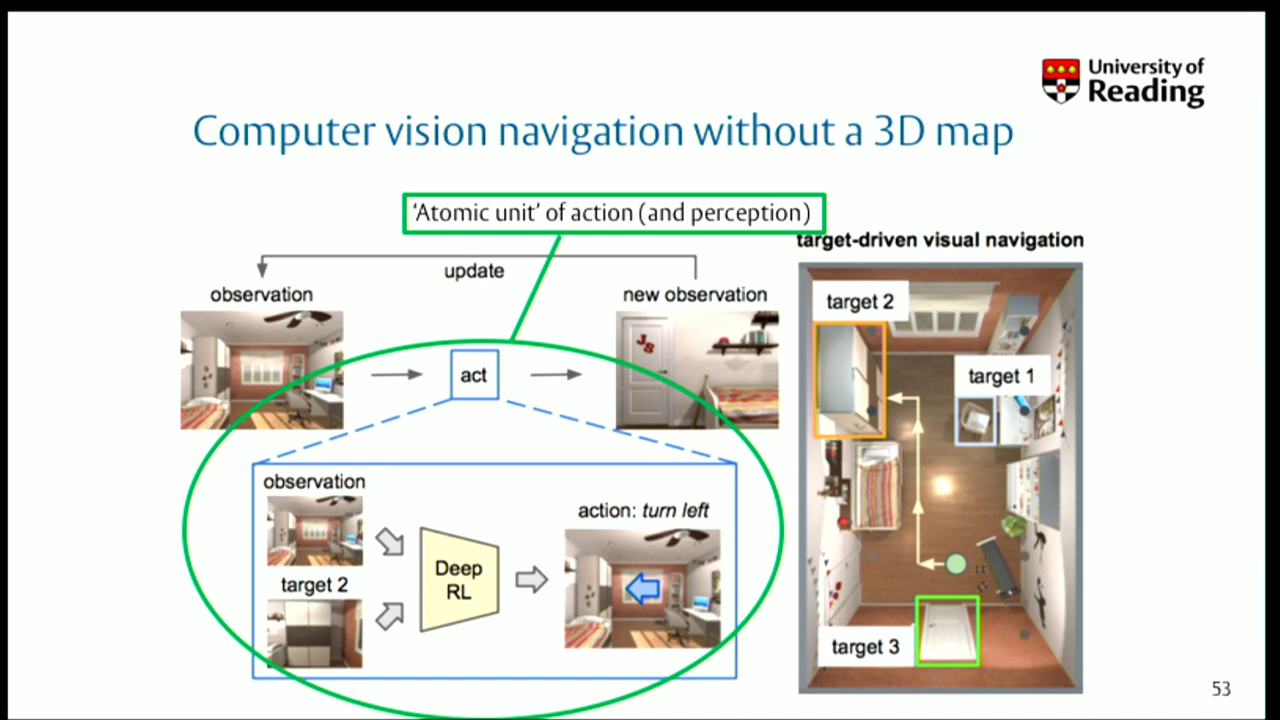 University of
Reading
Computer vision navigation without a 3D map
‘Atomic unit’ of action (and perception)
target-driven visual navigation
update
observation
new observation
act
JS
observation
target 2
Deep
RL
action: turn left
target 2
target 1
target 3
53